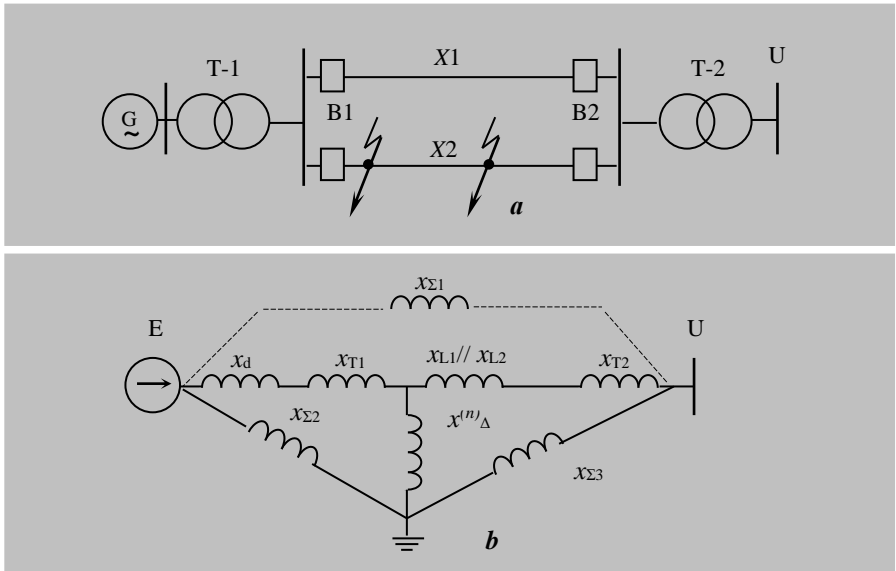 T-1
X1
T-2
U
G
~
B1
B2
X2
a
xΣ1
E
U
xd
xT1
xL1// xL2
xT2
xΣ2
x⁽ⁿ⁾Δ
xΣ3
b